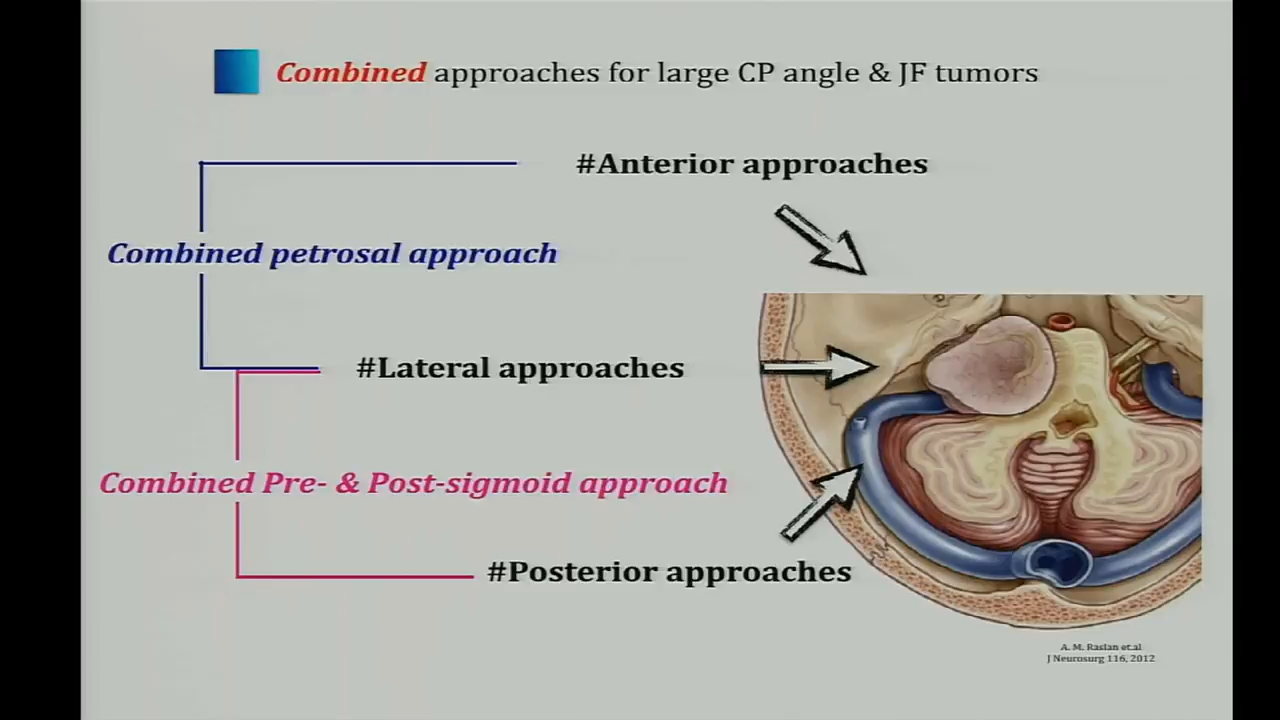 Combined approaches for large CP angle & JF tumors
#Anterior approaches
Combined petrosal approach
#Lateral approaches
Combined Pre- & Post-sigmoid approach
#Posterior approaches
A. M. Raslan et.al
J Neurosurg 116, 2012